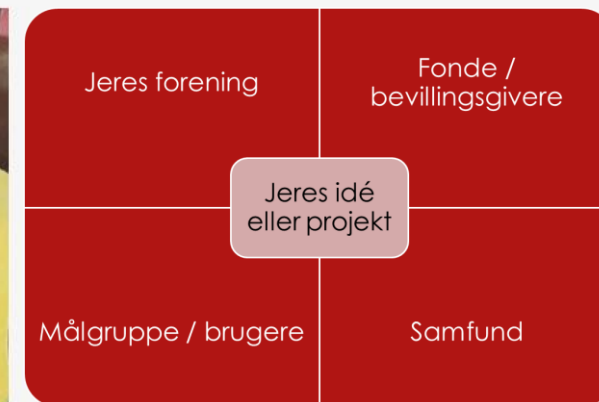 Jeres forening
Fonde /
bevillingsgivere
Jeres idé
eller projekt
Målgruppe / brugere
Samfund